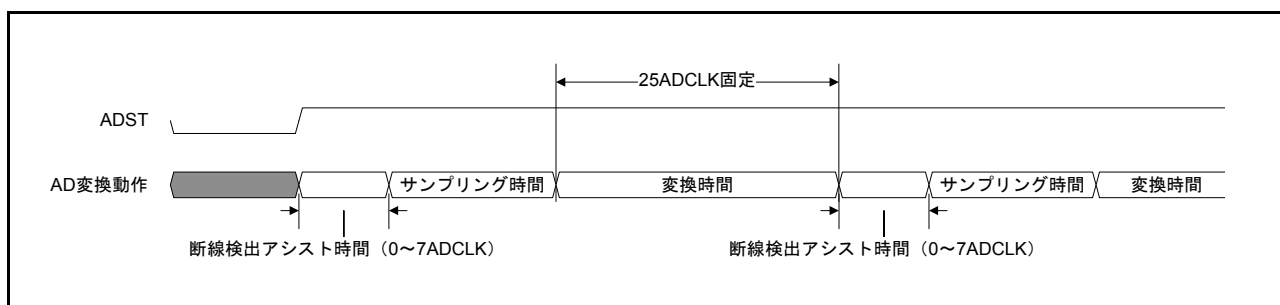 25ADCLK固定
ADST
AD変換動作
サンプリング時間
変換時間
サンプリング時間
変換時間
断線検出アシスト時間（0～7ADCLK）
断線検出アシスト時間（0～7ADCLK）